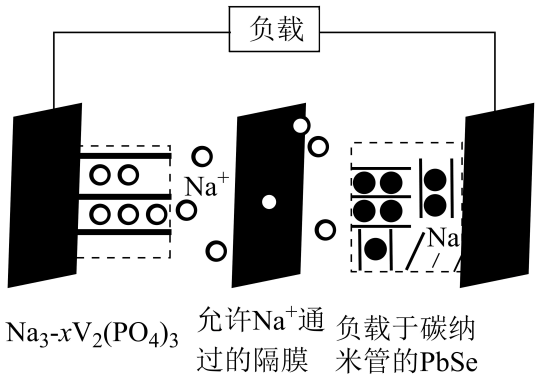 负载
Na⁺
Na
Na₃-xV₂(PO₄)₃
允许Na⁺通
过的隔膜
负载于碳纳
米管的PbSe